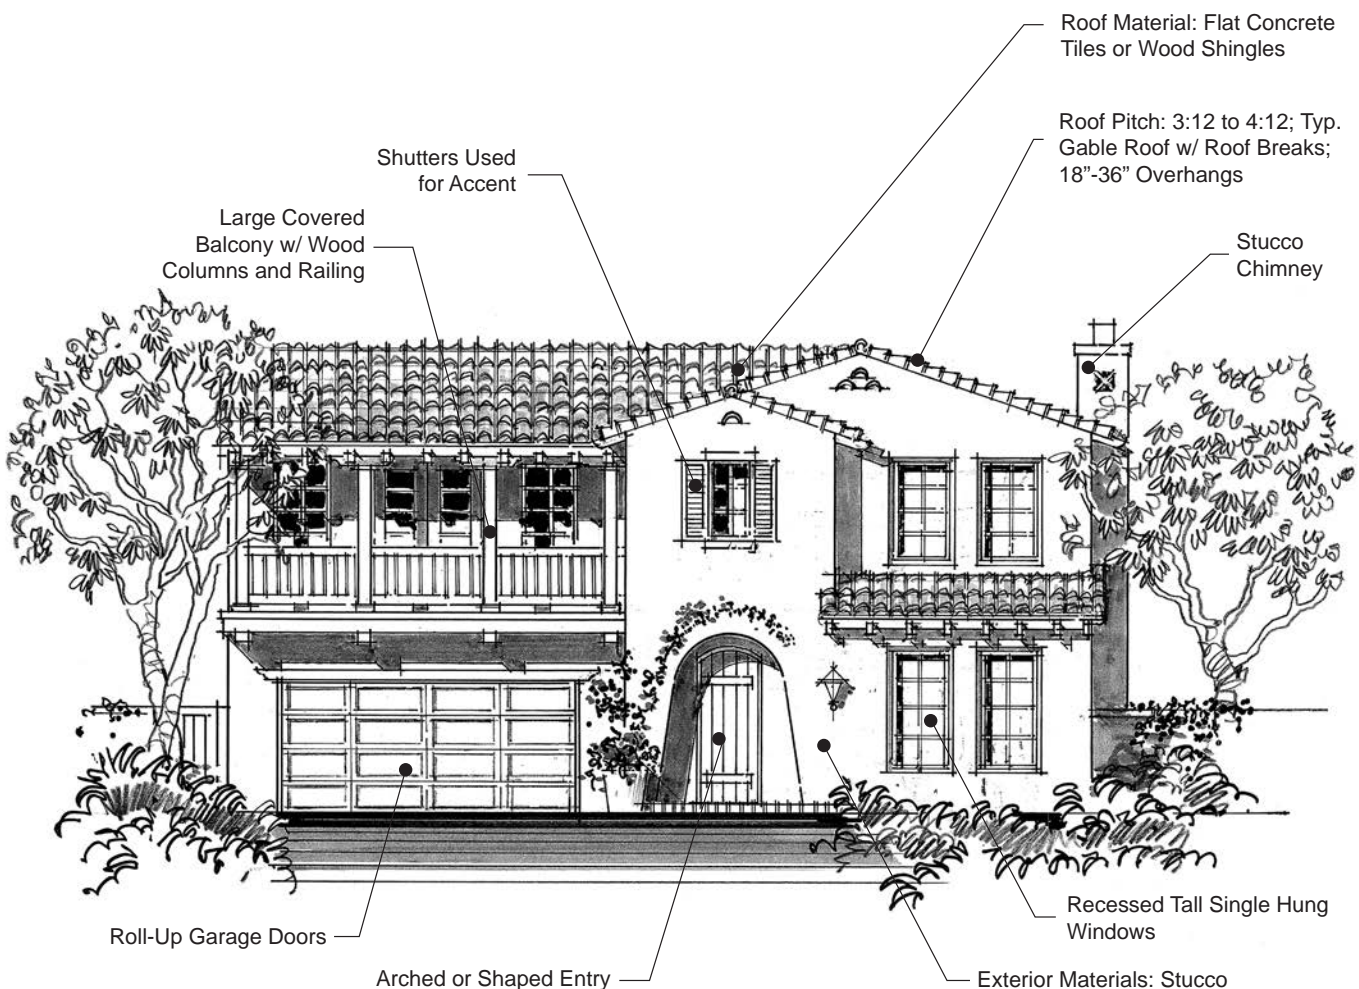 Roof Material: Flat Concrete
Tiles or Wood Shingles
Roof Pitch: 3:12 to 4:12; Typ.
Gable Roof w/ Roof Breaks;
18”-36” Overhangs
Shutters Used
for Accent
Large Covered
Balcony w/ Wood
Columns and Railing
Stucco
Chimney
Recessed Tall Single Hung
Windows
Roll-Up Garage Doors
Arched or Shaped Entry
Exterior Materials: Stucco